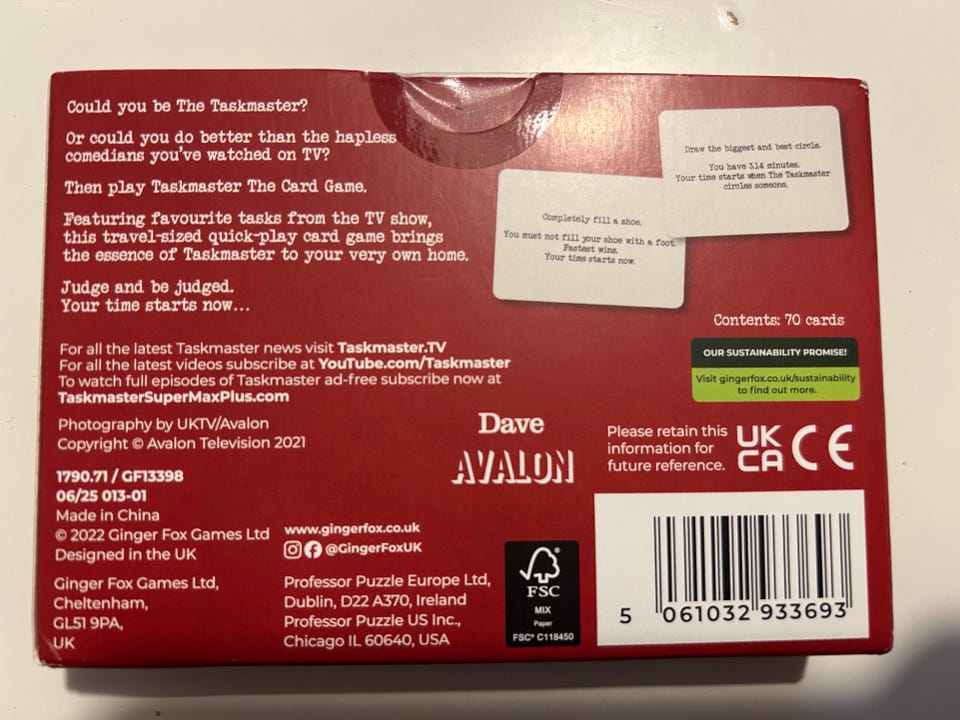 Could you be The Taskmaster?
Or could you do better than the hapless
comedians you've watched on TV?
Then play Taskmaster The Card Game.
Featuring favourite tasks from the TV show,
this travel-sized quick-play card game brings
the essence of Taskmaster to your very own home.
Judge and be judged.
Your time starts now...
Draw the biggest and best circle.
You have 3.14 minutes.
Your time starts when The Taskmaster
circles someone.
Completely fill a shoe.
You must not fill your shoe with a foot.
Fastest wins.
Your time starts now.
Contents: 70 cards
OUR SUSTAINABILITY PROMISE!
Visit gingerfox.co.uk/sustainability
to find out more.
For all the latest Taskmaster news visit Taskmaster.TV
For all the latest videos subscribe at YouTube.com/Taskmaster
To watch full episodes of Taskmaster ad-free subscribe now at
TaskmasterSuperMaxPlus.com
Photography by UKTV/Avalon
Copyright © Avalon Television 2021
Dave
AVALON
Please retain this
information for
future reference.
UK
CA
CE
1790.71 / GF13398
06/25 013-01
Made in China
© 2022 Ginger Fox Games Ltd
Designed in the UK
www.gingerfox.co.uk
@GingerFoxUK
Ginger Fox Games Ltd,
Cheltenham,
GL51 9PA,
UK
Professor Puzzle Europe Ltd,
Dublin, D22 A370, Ireland
Professor Puzzle US Inc.,
Chicago IL 60640, USA
FSC
MIX
Paper
FSC® C118450
5 061032 933693